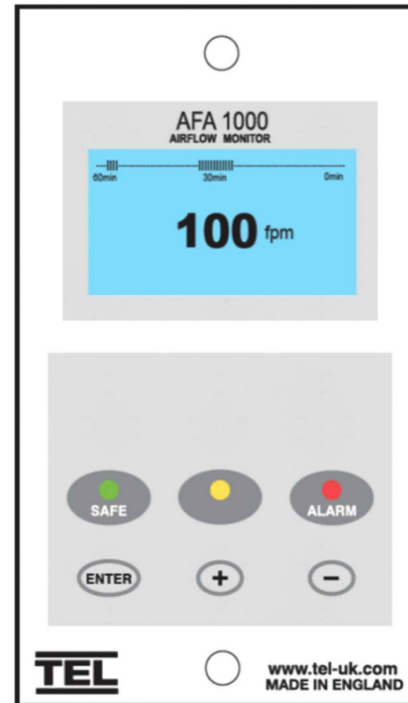 AFA 1000
AIRFLOW MONITOR
60min 30min 0min
100 fpm
SAFE ALARM
ENTER + −
TEL
www.tel-uk.com
MADE IN ENGLAND